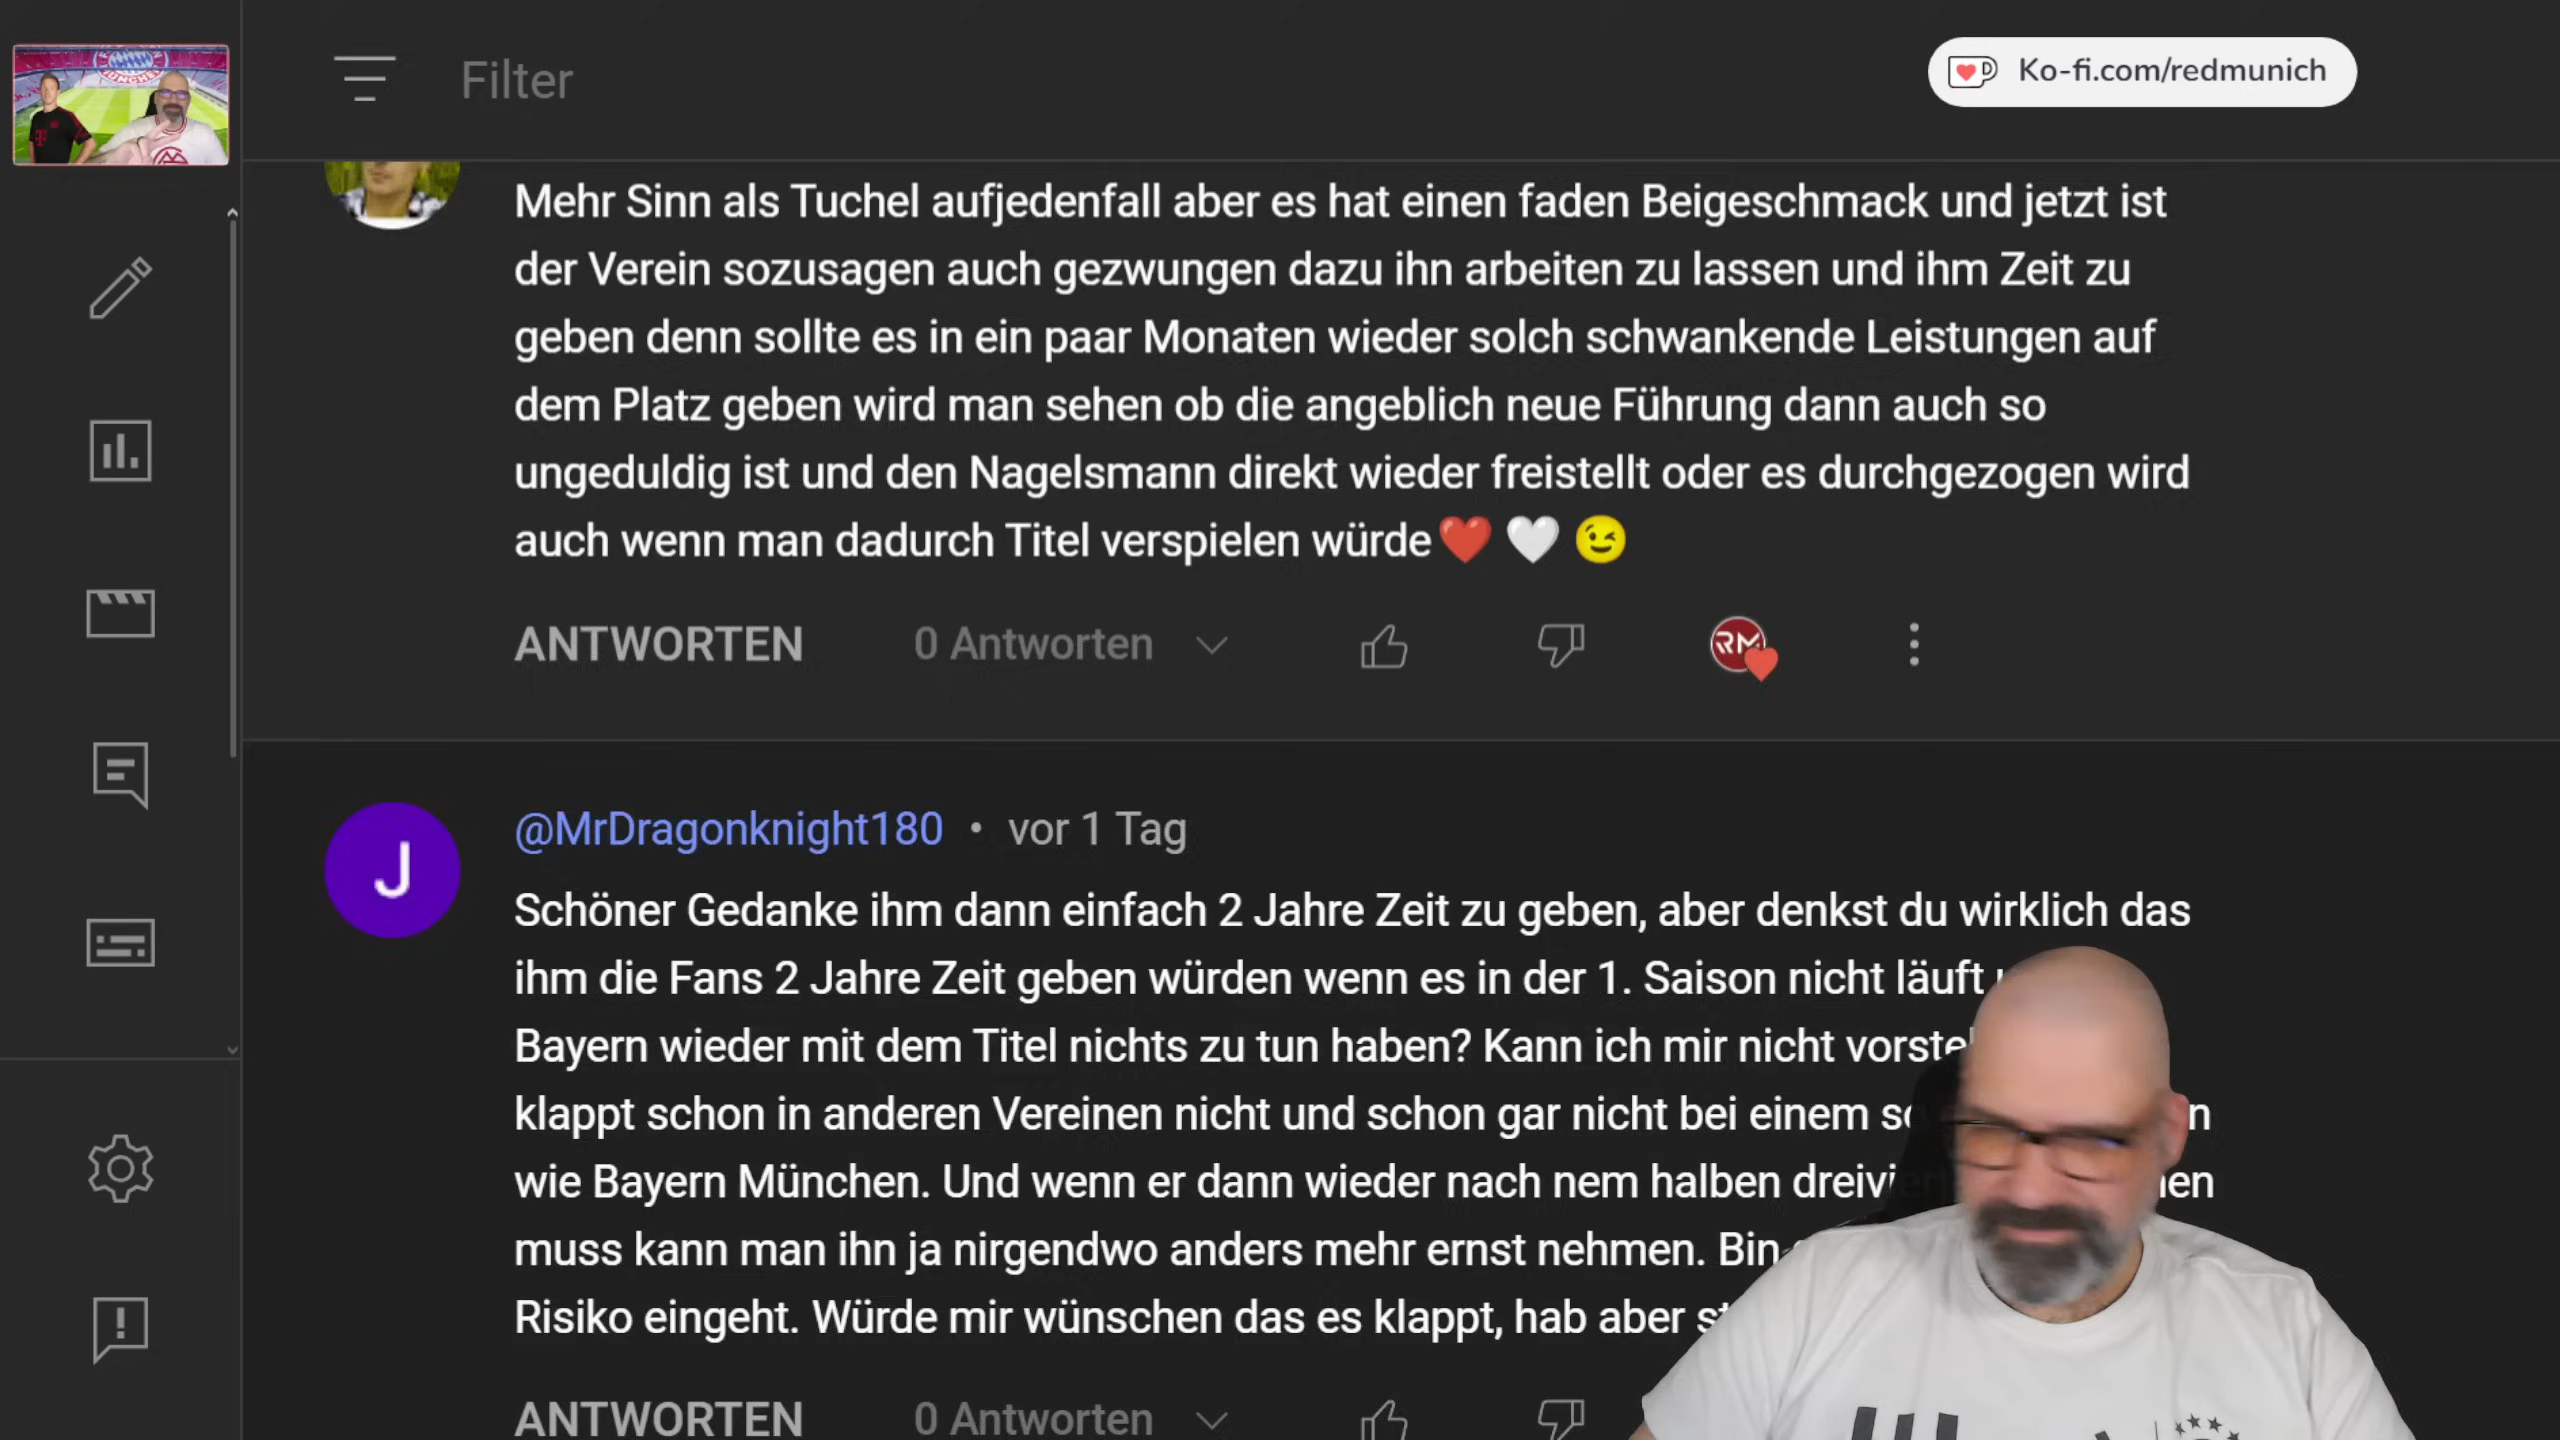 Filter
Ko-fi.com/redmunich
Mehr Sinn als Tuchel aufjedenfall aber es hat einen faden Beigeschmack und jetzt ist
der Verein sozusagen auch gezwungen dazu ihn arbeiten zu lassen und ihm Zeit zu
geben denn sollte es in ein paar Monaten wieder solch schwankende Leistungen auf
dem Platz geben wird man sehen ob die angeblich neue Führung dann auch so
ungeduldig ist und den Nagelsmann direkt wieder freistellt oder es durchgezogen wird
auch wenn man dadurch Titel verspielen würde❤️ 🤍 😉
ANTWORTEN 0 Antworten
RM
@MrDragonknight180 • vor 1 Tag
J
Schöner Gedanke ihm dann einfach 2 Jahre Zeit zu geben, aber denkst du wirklich das
ihm die Fans 2 Jahre Zeit geben würden wenn es in der 1. Saison nicht läuft
Bayern wieder mit dem Titel nichts zu tun haben? Kann ich mir nicht
klappt schon in anderen Vereinen nicht und schon gar nicht bei einem
wie Bayern München. Und wenn er dann wieder nach nem halben
muss kann man ihn ja nirgendwo anders mehr ernst nehmen. Bin
Risiko eingeht. Würde mir wünschen das es klappt, hab aber
ANTWORTEN 0 Antworten